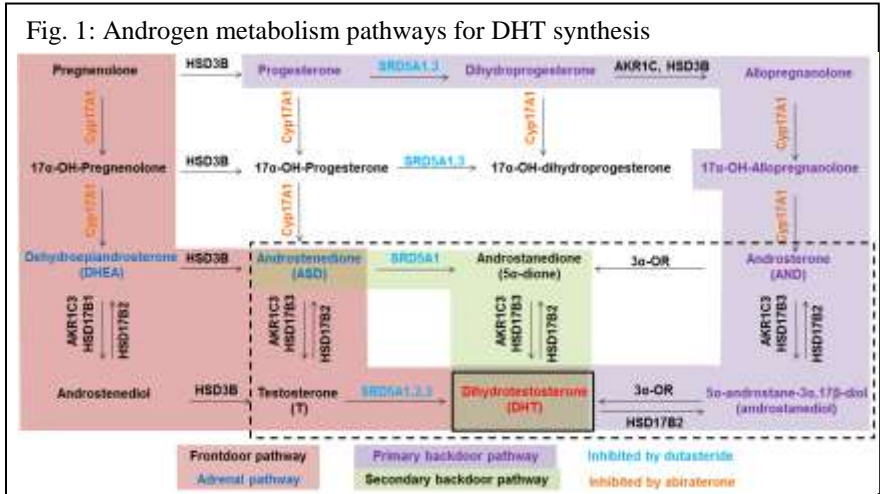 Fig. 1: Androgen metabolism pathways for DHT synthesis
Pregnenolone HSD3B Progesterone SRD5A1,3 Dihydroprogesterone AKR1C, HSD3B Allopregnanolone
Cyp17A1 Cyp17A1 Cyp17A1 Cyp17A1
17α-OH-Pregnenolone HSD3B 17α-OH-Progesterone SRD5A1,3 17α-OH-dihydroprogesterone 17α-OH-Allopregnanolone
Cyp17A1 Cyp17A1 Cyp17A1
Dehydroepiandrosterone HSD3B Androstenedione SRD5A1 Androstanedione 3α-OR Androsterone
(DHEA) (ASD) (5α-dione) (AND)
AKR1C3 HSD17B1 HSD17B2 AKR1C3 HSD17B3 HSD17B2 AKR1C3 HSD17B3 HSD17B2 AKR1C3 HSD17B3 HSD17B2
Androstenediol HSD3B Testosterone SRD5A1,2,3 Dihydrotestosterone 3α-OR 5α-androstane-3α,17β-diol
(T) (DHT) HSD17B2 (androstanediol)
Frontdoor pathway Primary backdoor pathway Inhibited by dutasteride
Adrenal pathway Secondary backdoor pathway Inhibited by abiraterone